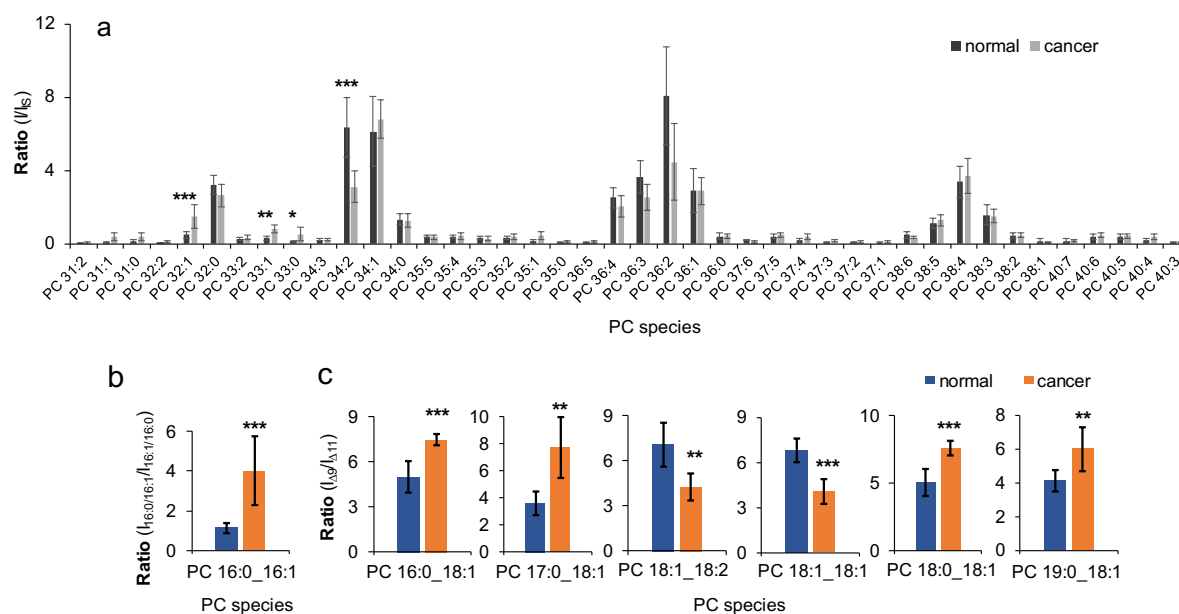 a
12
8
4
0
Ratio (I/I_IS)
normal cancer
***
***
**
*
PC 31:2 PC 31:1 PC 31:0 PC 32:2 PC 32:1 PC 32:0 PC 33:2 PC 33:1 PC 33:0 PC 34:3 PC 34:2 PC 34:1 PC 34:0 PC 35:5 PC 35:4 PC 35:3 PC 35:2 PC 35:1 PC 35:0 PC 36:5 PC 36:4 PC 36:3 PC 36:2 PC 36:1 PC 36:0 PC 37:6 PC 37:5 PC 37:4 PC 37:3 PC 37:2 PC 37:1 PC 38:6 PC 38:5 PC 38:4 PC 38:3 PC 38:2 PC 38:1 PC 40:7 PC 40:6 PC 40:5 PC 40:4 PC 40:3
PC species
b
Ratio (I16:0/16:1/I16:1/16:0)
6
4
2
0
***
PC 16:0_16:1
PC species
c
normal cancer
Ratio (IΔ9/IΔ11)
9
6
3
0
***
PC 16:0_18:1
10
8
6
4
2
0
**
PC 17:0_18:1
9
6
3
0
**
PC 18:1_18:2
9
6
3
0
***
PC 18:1_18:1
10
5
0
***
PC 18:0_18:1
8
6
4
2
0
**
PC 19:0_18:1
PC species